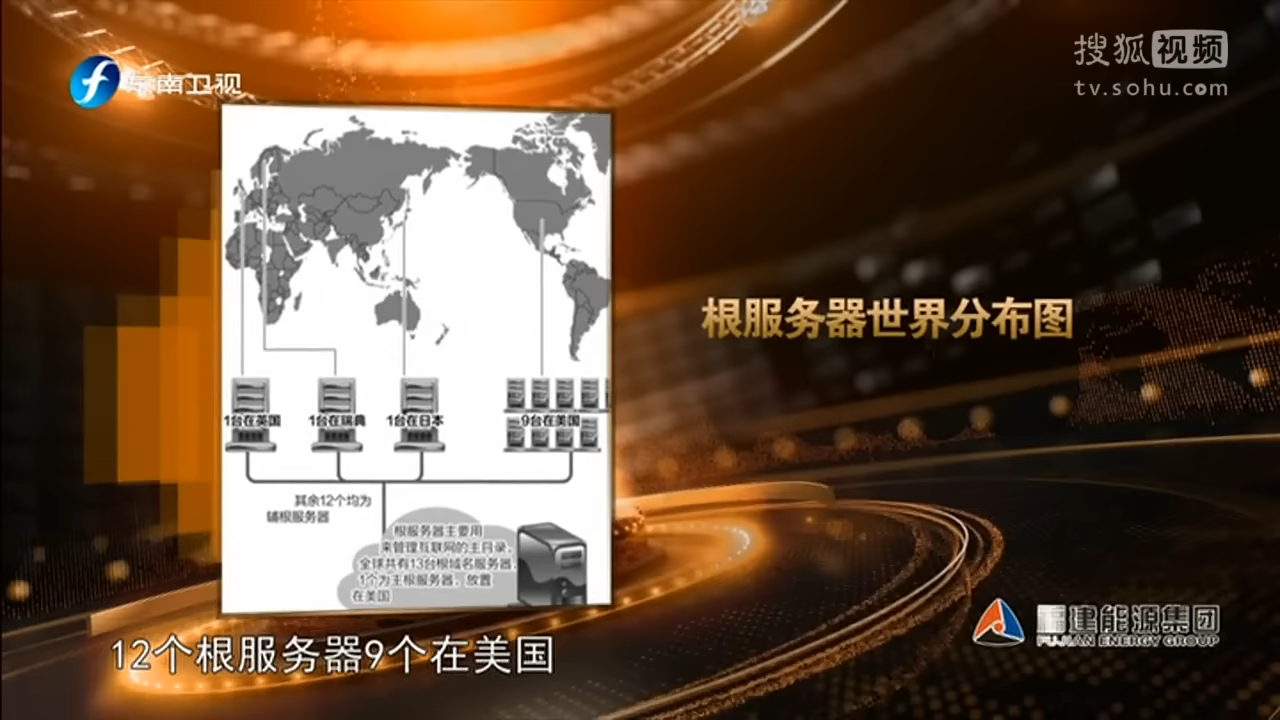 搜狐视频
tv.sohu.com
东南卫视
根服务器世界分布图
1台在英国
1台在瑞典
1台在日本
9台在美国
其余12个均为
辅根服务器
根服务器主要用
来管理互联网的主目录，
全球共有13台根域名服务器，
1个为主根服务器，放置
在美国
福建能源集团
FUJIAN ENERGY GROUP
12个根服务器9个在美国